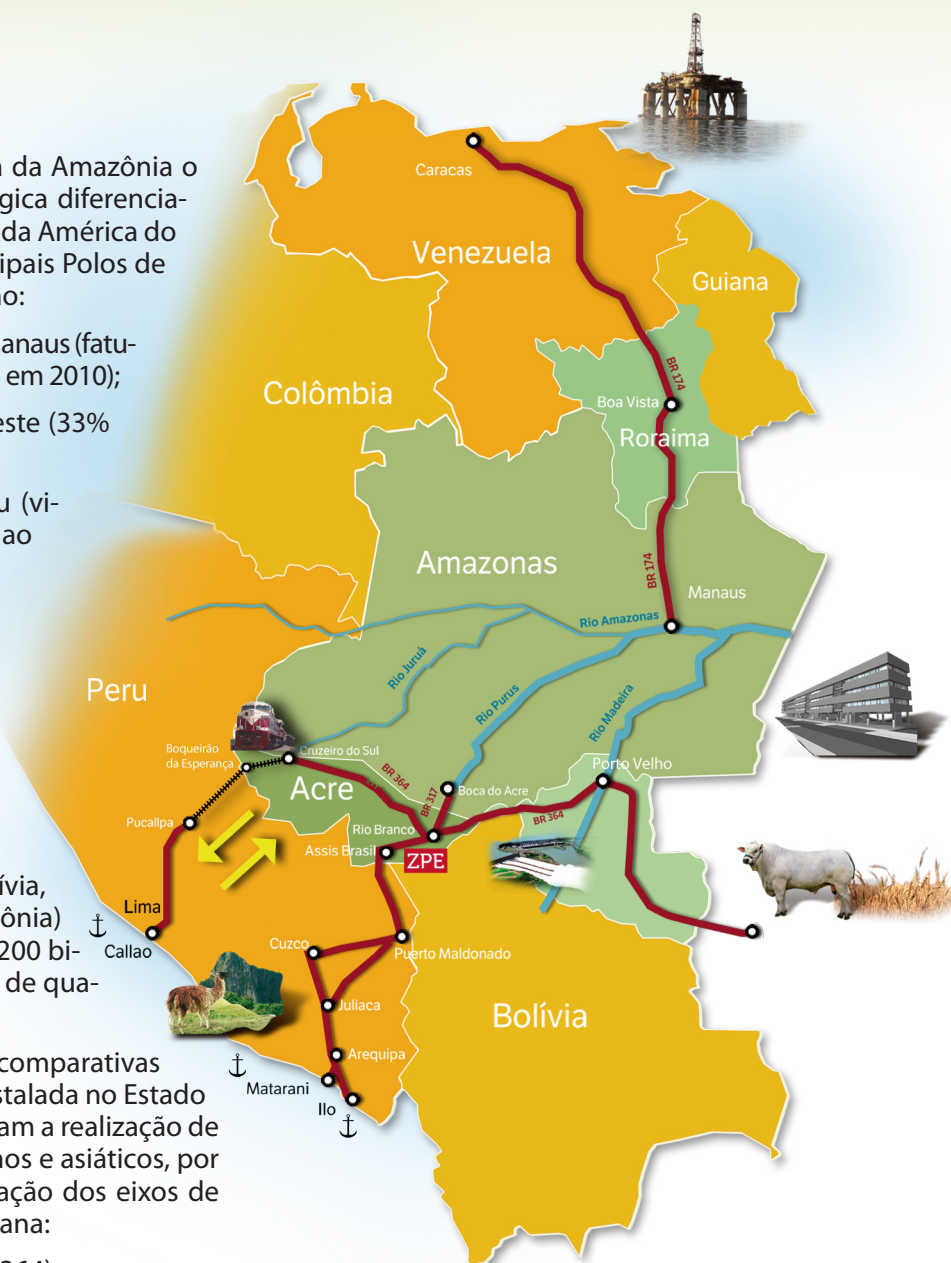 a da Amazônia o
gica diferencia-
da América do
ipais Polos de
no:
anaus (fatu-
em 2010);
este (33%
u (vi-
ao
ívia,
ônia)
200 bi-
de qua-
comparativas
stalada no Estado
am a realização de
nos e asiáticos, por
ação dos eixos de
ana:
Caracas
Venezuela
Guiana
Colômbia
BR 174
Boa Vista
Roraima
Amazonas
BR 174
Manaus
Rio Amazonas
Rio Juruá
Rio Purus
Rio Madeira
Peru
Boqueirão
da Esperança
Cruzeiro do Sul
Acre
BR 364
BR 317
Boca do Acre
Porto Velho
BR 364
Pucallpa
Rio Branco
Assis Brasil
ZPE
Lima
Callao
Cuzco
Puerto Maldonado
Juliaca
Bolívia
Arequipa
Matarani
Ilo